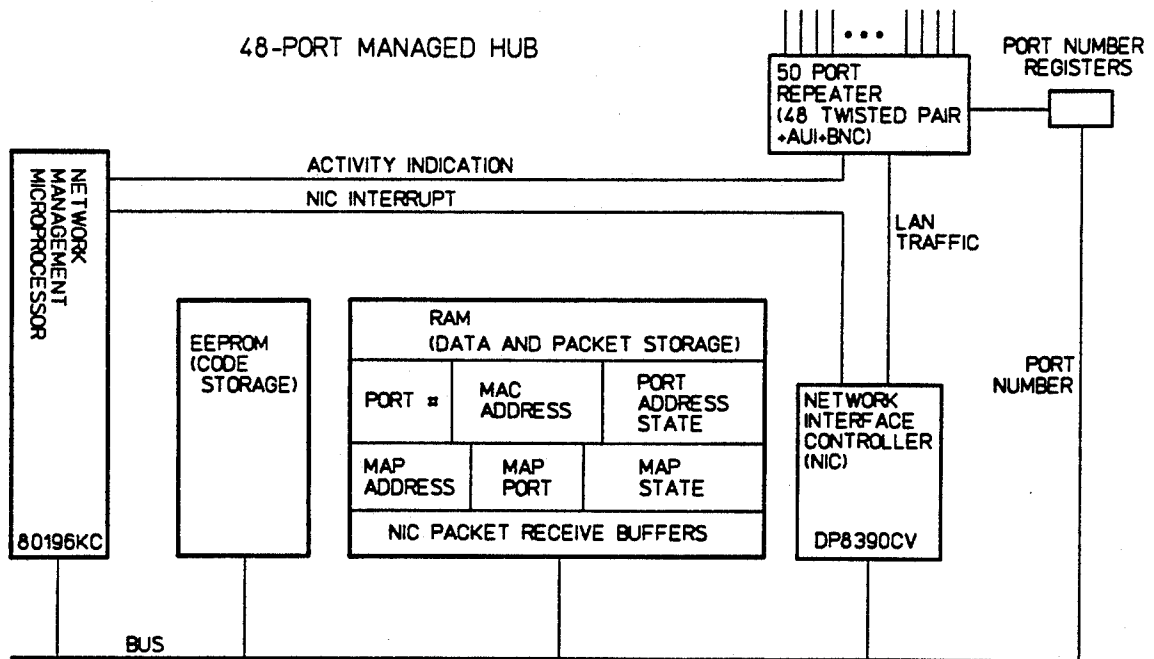 48-PORT MANAGED HUB
50 PORT
REPEATER
(48 TWISTED PAIR
+AUI+BNC)
PORT NUMBER
REGISTERS
ACTIVITY INDICATION
NIC INTERRUPT
LAN
TRAFFIC
NETWORK
MANAGEMENT
MICROPROCESSOR
80196KC
EEPROM
(CODE
STORAGE)
RAM
(DATA AND PACKET STORAGE)
PORT #
MAC
ADDRESS
PORT
ADDRESS
STATE
MAP
ADDRESS
MAP
PORT
MAP
STATE
NIC PACKET RECEIVE BUFFERS
NETWORK
INTERFACE
CONTROLLER
(NIC)
DP8390CV
PORT
NUMBER
BUS